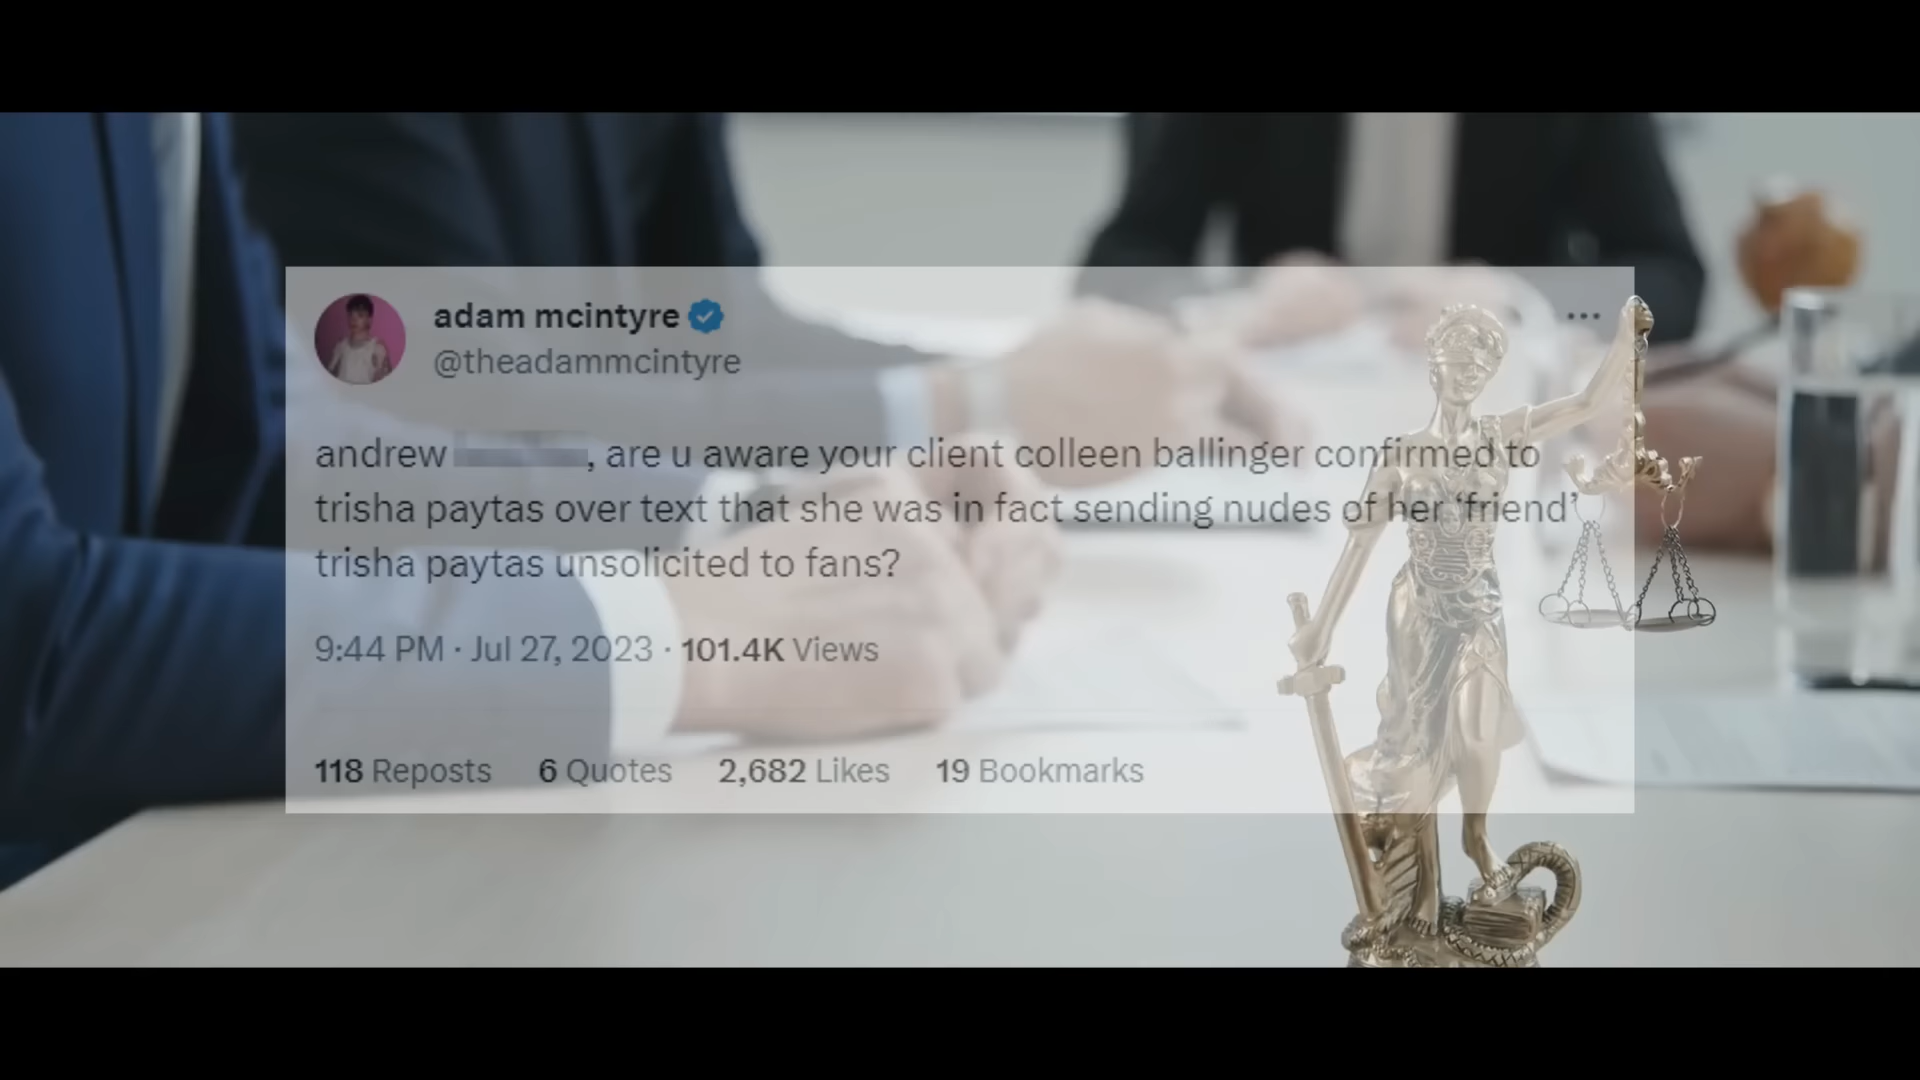 adam mcintyre
@theadammcintyre
andrew , are u aware your client colleen ballinger confirmed to
trisha paytas over text that she was in fact sending nudes of her ‘friend’
trisha paytas unsolicited to fans?
9:44 PM · Jul 27, 2023 · 101.4K Views
118 Reposts 6 Quotes 2,682 Likes 19 Bookmarks